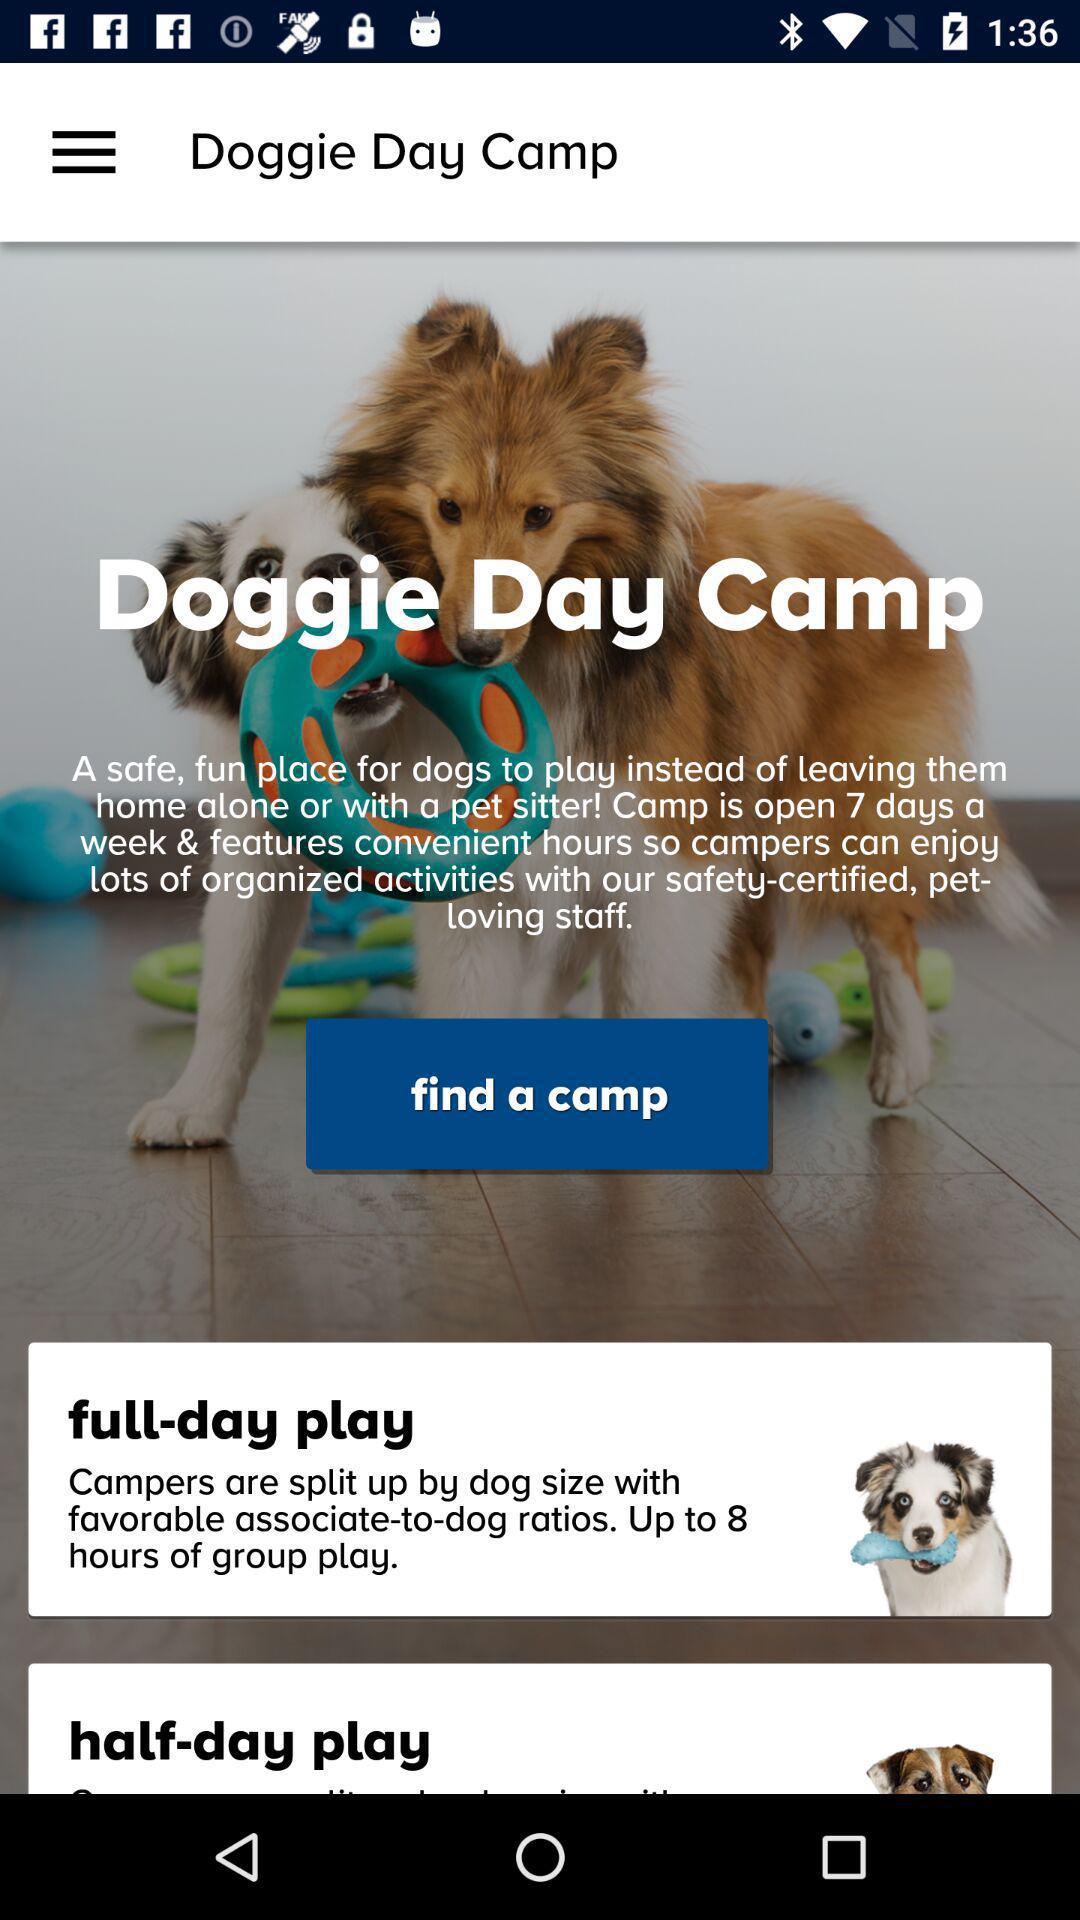 FAKE
1:36
Doggie Day Camp
Doggie Day Camp
A safe, fun place for dogs to play instead of leaving them
home alone or with a pet sitter! Camp is open 7 days a
week & features convenient hours so campers can enjoy
lots of organized activities with our safety-certified, pet-
loving staff.
find a camp
full-day play
Campers are split up by dog size with
favorable associate-to-dog ratios. Up to 8
hours of group play.
half-day play